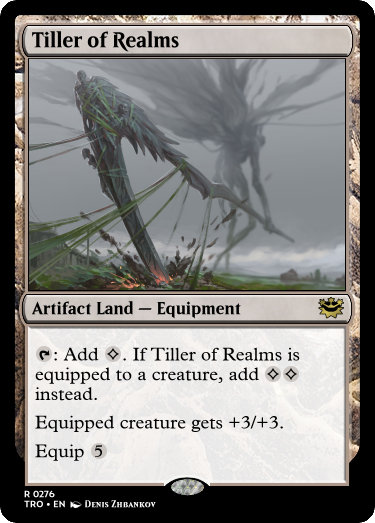 Tiller of Realms
Artifact Land — Equipment
: Add . If Tiller of Realms is
equipped to a creature, add
instead.
Equipped creature gets +3/+3.
Equip 5
R 0276
TRO • EN Denis Zhbankov